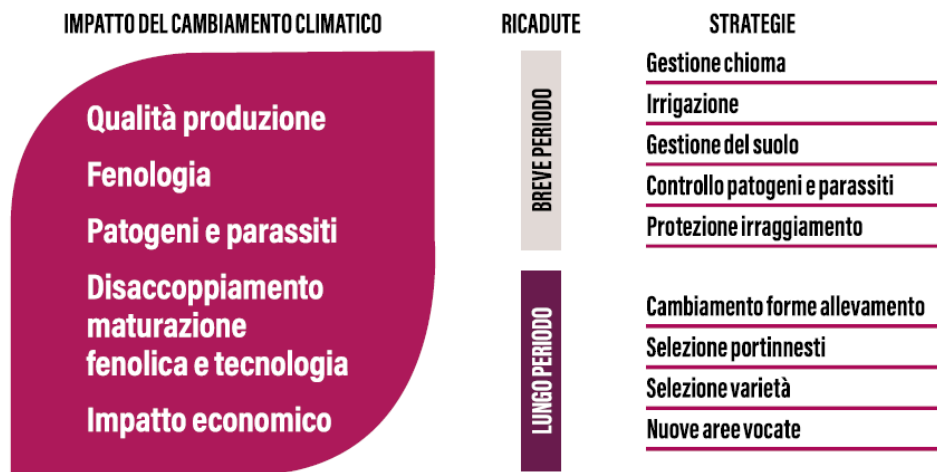 IMPATTO DEL CAMBIAMENTO CLIMATICO
Qualità produzione
Fenologia
Patogeni e parassiti
Disaccoppiamento
maturazione
fenolica e tecnologia
Impatto economico
RICADUTE
BREVE PERIODO
LUNGO PERIODO
STRATEGIE
Gestione chioma
Irrigazione
Gestione del suolo
Controllo patogeni e parassiti
Protezione irraggiamento
Cambiamento forme allevamento
Selezione portinnesti
Selezione varietà
Nuove aree vocate